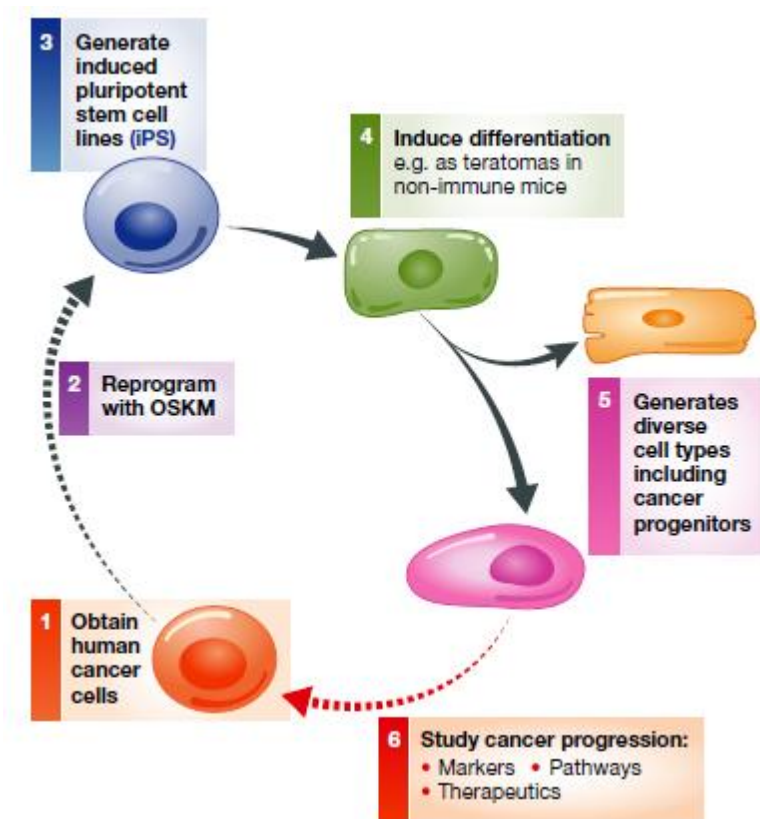 3 Generate
induced
pluripotent
stem cell
lines (iPS)
4 Induce differentiation
e.g. as teratomas in
non-immune mice
2 Reprogram
with OSKM
5 Generates
diverse
cell types
including
cancer
progenitors
1 Obtain
human
cancer
cells
6 Study cancer progression:
• Markers • Pathways
• Therapeutics